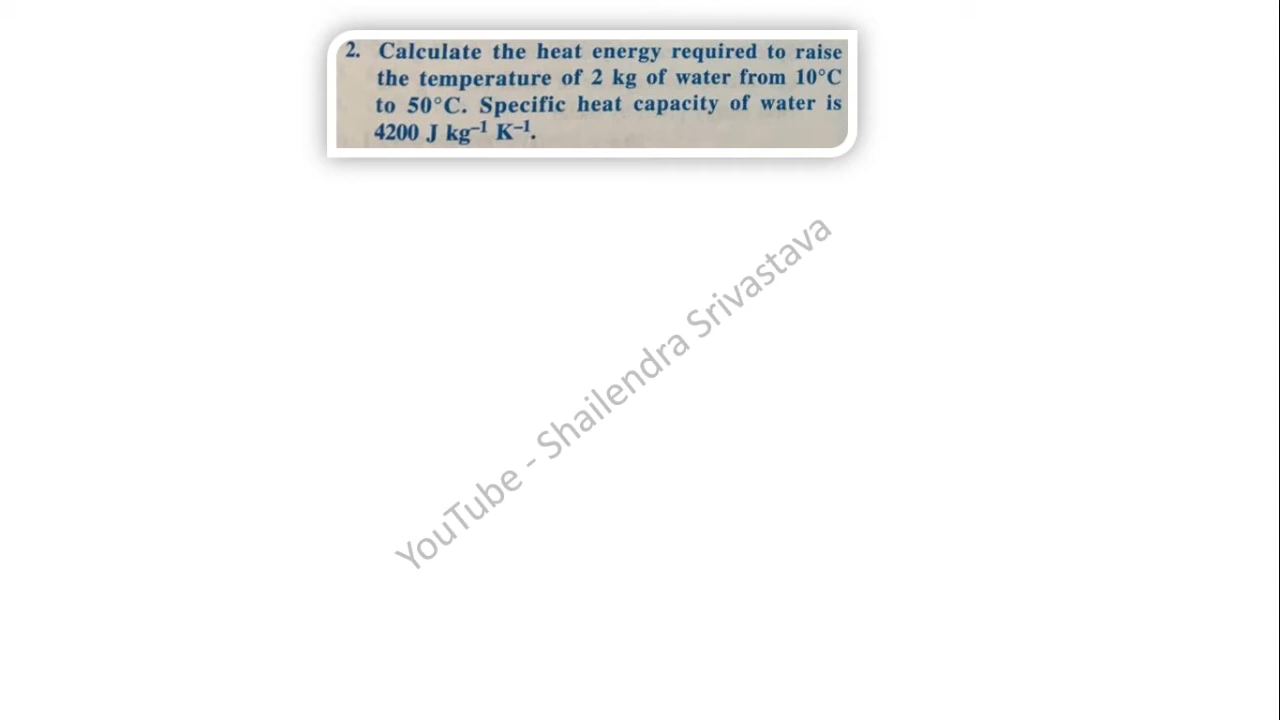 2. Calculate the heat energy required to raise
the temperature of 2 kg of water from 10°C
to 50°C. Specific heat capacity of water is
4200 J kg⁻¹ K⁻¹.
YouTube - Shailendra Srivastava